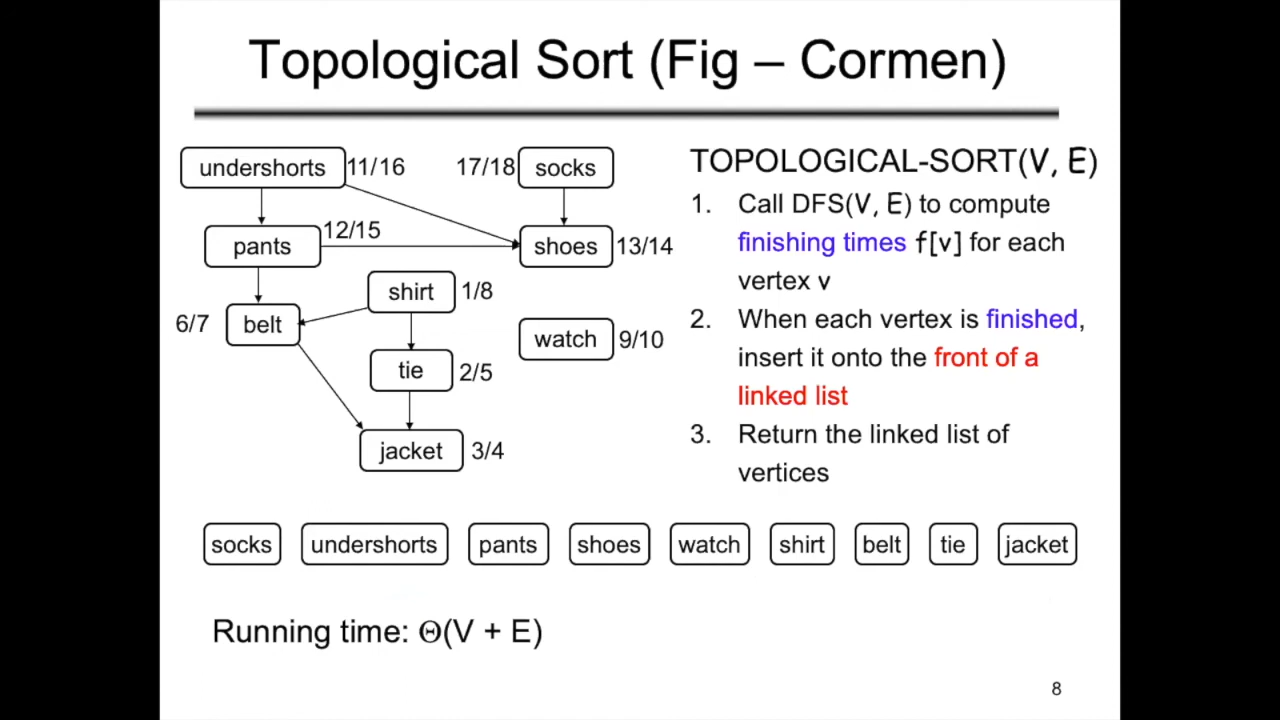 Topological Sort (Fig – Cormen)
undershorts 11/16 17/18 socks
pants 12/15 shoes 13/14
shirt 1/8
6/7 belt
watch 9/10
tie 2/5
jacket 3/4
TOPOLOGICAL-SORT(V, E)
1. Call DFS(V, E) to compute
finishing times f[v] for each
vertex v
2. When each vertex is finished,
insert it onto the front of a
linked list
3. Return the linked list of
vertices
socks undershorts pants shoes watch shirt belt tie jacket
Running time: Θ(V + E)
8